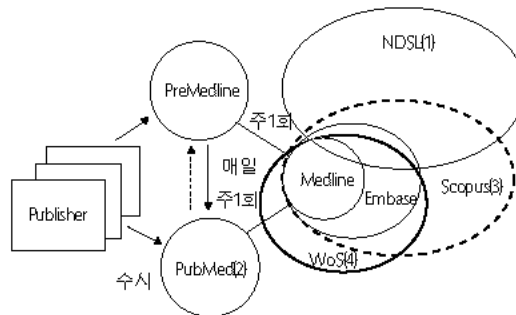 NDSL{1}
PreMedline
주1회
매일
Medline
Scopus{3}
Embase
주1회
Publisher
WoS{4}
PubMed{2}
수시